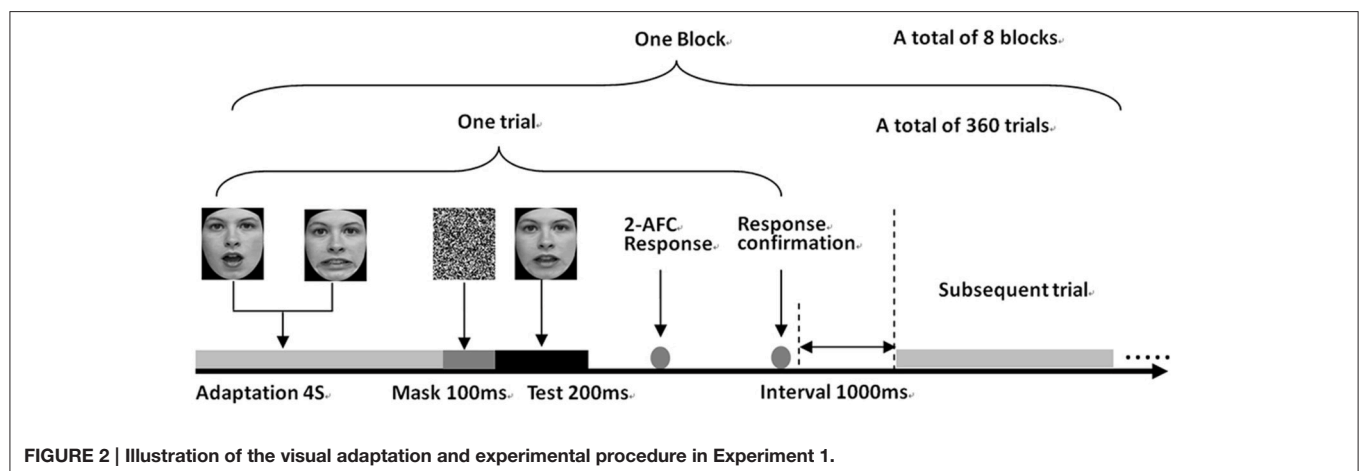 One Block
A total of 8 blocks
One trial
A total of 360 trials
2-AFC
Response
Response
confirmation
Subsequent trial
Adaptation 4S
Mask 100ms
Test 200ms
Interval 1000ms
FIGURE 2 | Illustration of the visual adaptation and experimental procedure in Experiment 1.